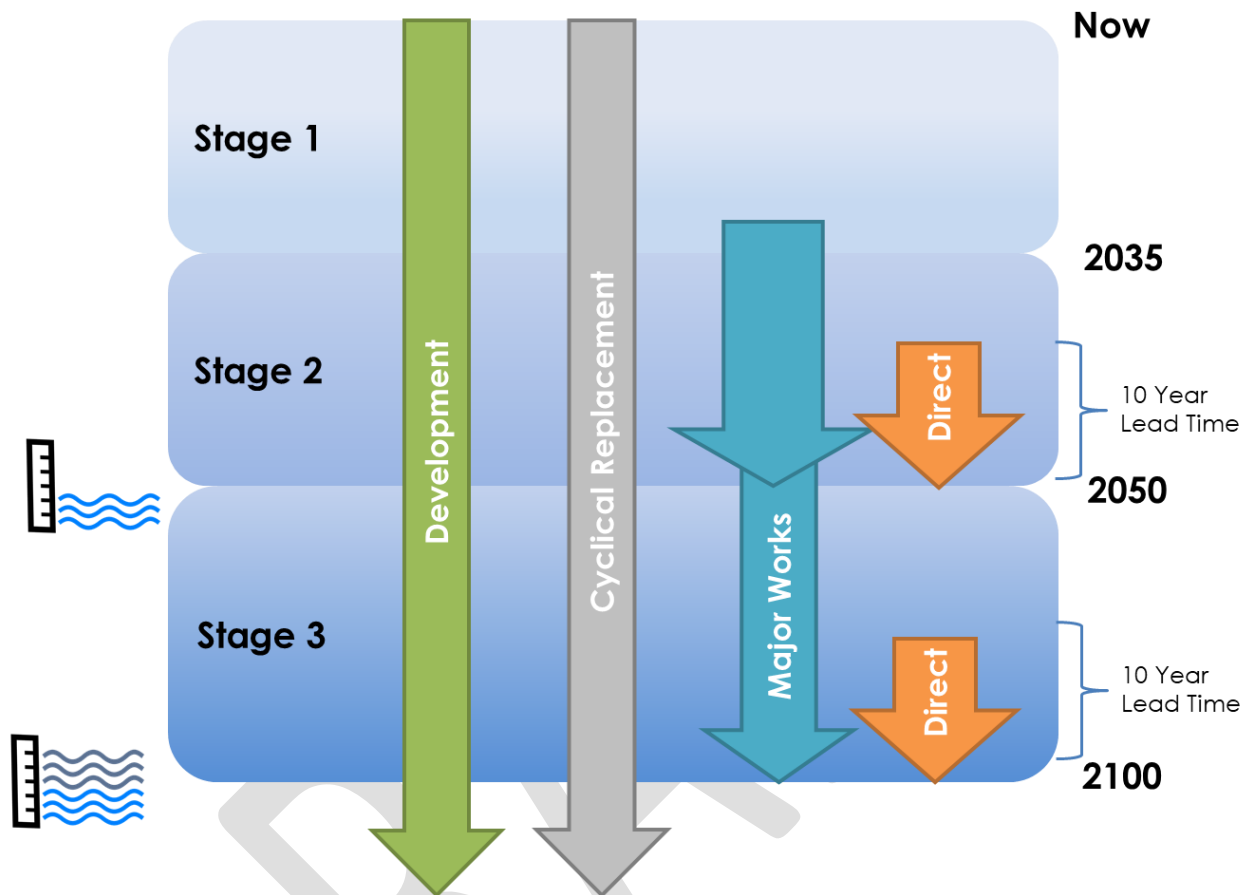 Now
Stage 1
2035
Stage 2
10 Year
Lead Time
2050
Stage 3
10 Year
Lead Time
2100
Development
Cyclical Replacement
Major Works
Direct
Direct